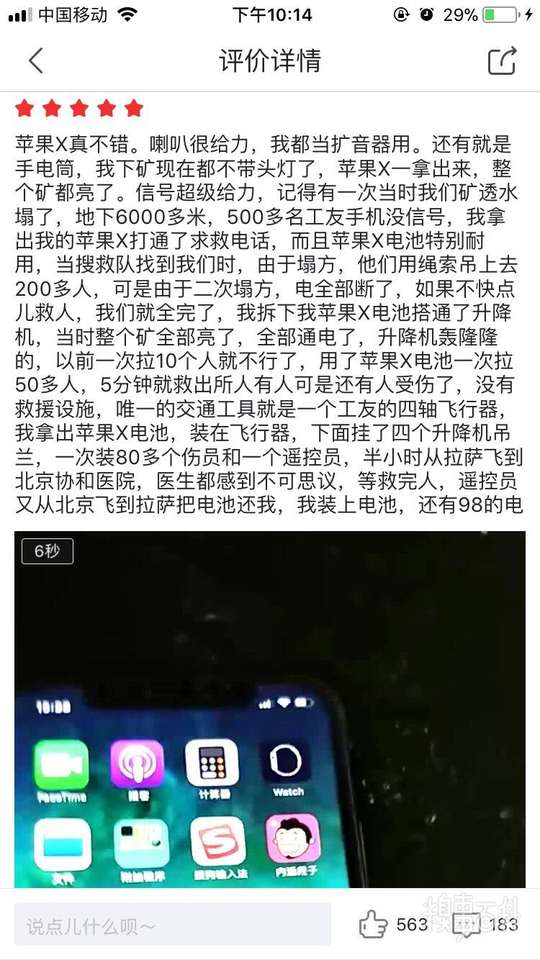 中国移动 下午10:14 29%
评价详情
苹果X真不错。喇叭很给力，我都当扩音器用。还有就是
手电筒，我下矿现在都不带头灯了，苹果X一拿出来，整
个矿都亮了。信号超级给力，记得有一次当时我们矿透水
塌了，地下6000多米，500多名工友手机没信号，我拿
出我的苹果X打通了求救电话，而且苹果X电池特别耐
用，当搜救队找到我们时，由于塌方，他们用绳索吊上去
200多人，可是由于二次塌方，电全部断了，如果不快点
儿救人，我们就全完了，我拆下我苹果X电池搭通了升降
机，当时整个矿全部亮了，全部通电了，升降机轰隆隆
的，以前一次拉10个人就不行了，用了苹果X电池一次拉
50多人，5分钟就救出所人有人可是还有人受伤了，没有
救援设施，唯一的交通工具就是一个工友的四轴飞行器，
我拿出苹果X电池，装在飞行器，下面挂了四个升降机吊
兰，一次装80多个伤员和一个遥控员，半小时从拉萨飞到
北京协和医院，医生都感到不可思议，等救完人，遥控员
又从北京飞到拉萨把电池还我，我装上电池，还有98的电
6秒
FaceTime 播客 计算器 Watch
文件 附加程序 搜狗输入法 内涵段子
说点儿什么呗～ 563 183